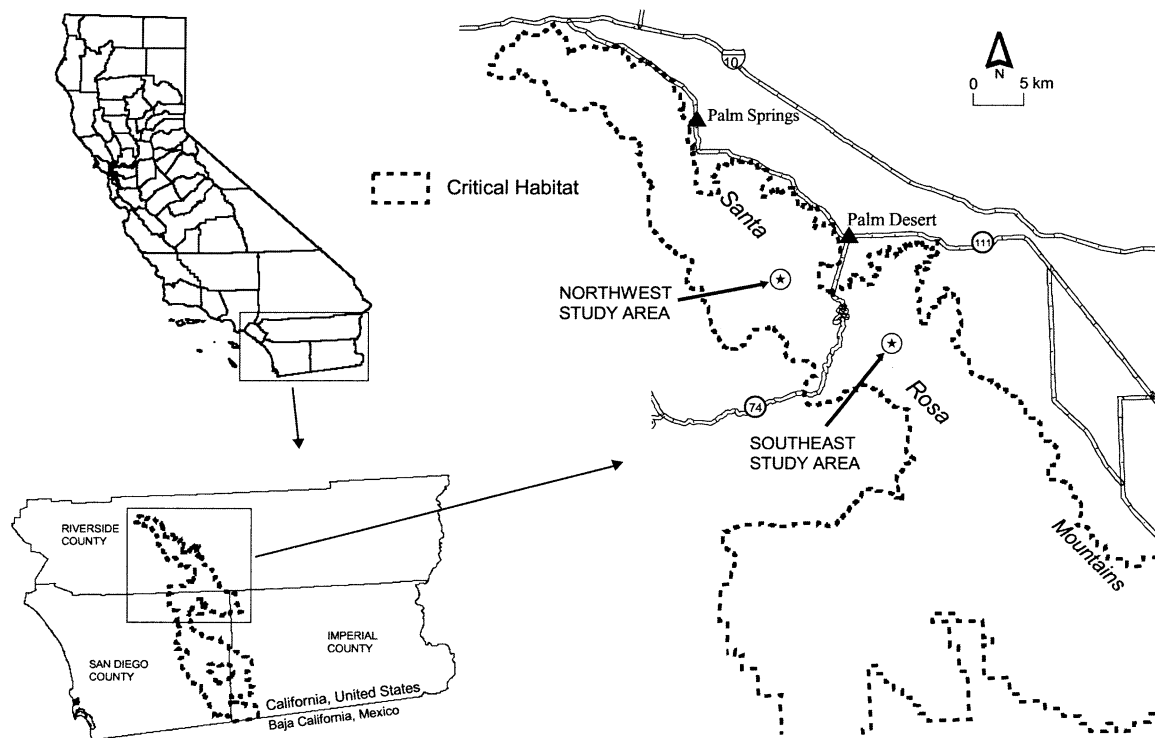 10
N
0 5 km
Palm Springs
Critical Habitat
Santa
Palm Desert
111
NORTHWEST
STUDY AREA
Rosa
74
SOUTHEAST
STUDY AREA
Mountains
RIVERSIDE
COUNTY
IMPERIAL
COUNTY
SAN DIEGO
COUNTY
California, United States
Baja California, Mexico